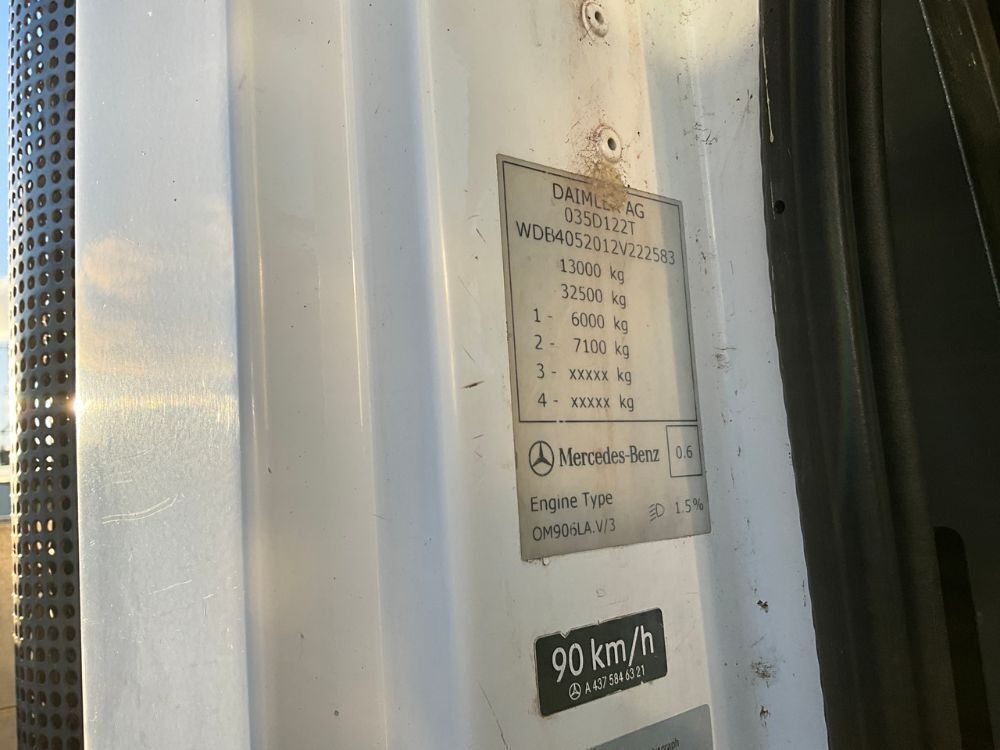 DAIMLER AG
035D122T
WDB4052012V222583
13000 kg
32500 kg
1 - 6000 kg
2 - 7100 kg
3 - xxxxx kg
4 - xxxxx kg
Mercedes-Benz 0.6
Engine Type
OM906LA.V/3 1.5%
90 km/h
A 437 584 63 21